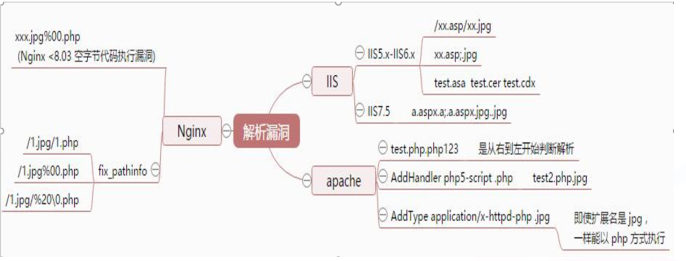 xxx.jpg%00.php
(Nginx <8.03 空字节代码执行漏洞)
Nginx
/1.jpg/1.php
/1.jpg%00.php
/1.jpg/%20\0.php
fix_pathinfo
解析漏洞
IIS
IIS5.x-IIS6.x
/xx.asp/xx.jpg
xx.asp;.jpg
test.asa test.cer test.cdx
IIS7.5 a.aspx.a;.a.aspx.jpg..jpg
apache
test.php.php123 是从右到左开始判断解析
AddHandler php5-script .php test2.php.jpg
AddType application/x-httpd-php .jpg
即使扩展名是 jpg，
一样能以 php 方式执行